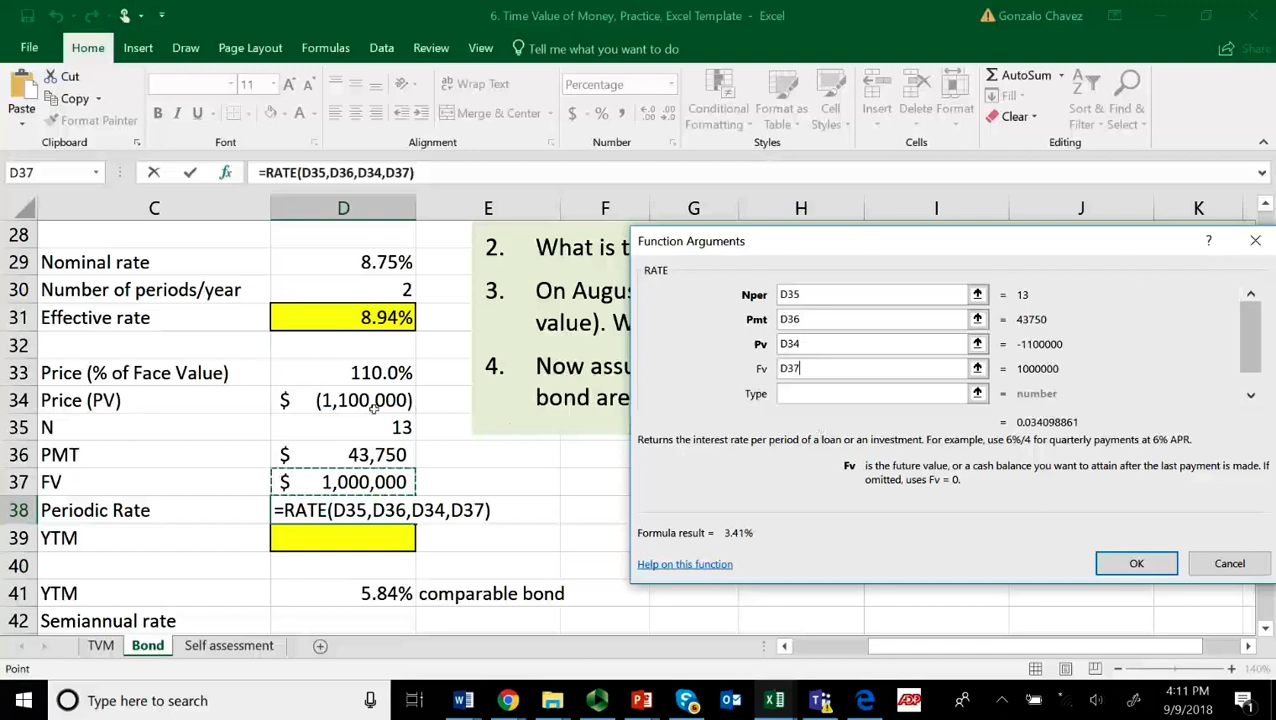 6. Time Value of Money, Practice, Excel Template - Excel
Gonzalo Chavez
File Home Insert Draw Page Layout Formulas Data Review View Tell me what you want to do Share
Paste
Cut
Copy
Format Painter
Clipboard
11
B I U
Font
Wrap Text
Merge & Center
Alignment
Percentage
$ % ,
Number
Conditional Formatting
Format as Table
Cell Styles
Styles
Insert Delete Format
Cells
AutoSum
Fill
Clear
Sort & Filter
Find & Select
Editing
D37 fx =RATE(D35,D36,D34,D37)
C D E F G H I J K
28
29 Nominal rate 8.75%
30 Number of periods/year 2
31 Effective rate 8.94%
32
33 Price (% of Face Value) 110.0%
34 Price (PV) $ (1,100,000)
35 N 13
36 PMT $ 43,750
37 FV $ 1,000,000
38 Periodic Rate =RATE(D35,D36,D34,D37)
39 YTM
40
41 YTM 5.84% comparable bond
42 Semiannual rate
2. What is t
3. On Augu
value). W
4. Now assu
bond are
Function Arguments ?
RATE
Nper D35 = 13
Pmt D36 = 43750
Pv D34 = -1100000
Fv D37 = 1000000
Type = number
= 0.034098861
Returns the interest rate per period of a loan or an investment. For example, use 6%/4 for quarterly payments at 6% APR.
Fv is the future value, or a cash balance you want to attain after the last payment is made. If
omitted, uses Fv = 0.
Formula result = 3.41%
Help on this function OK Cancel
TVM Bond Self assessment
Point 140%
Type here to search
ADP
4:11 PM
9/9/2018